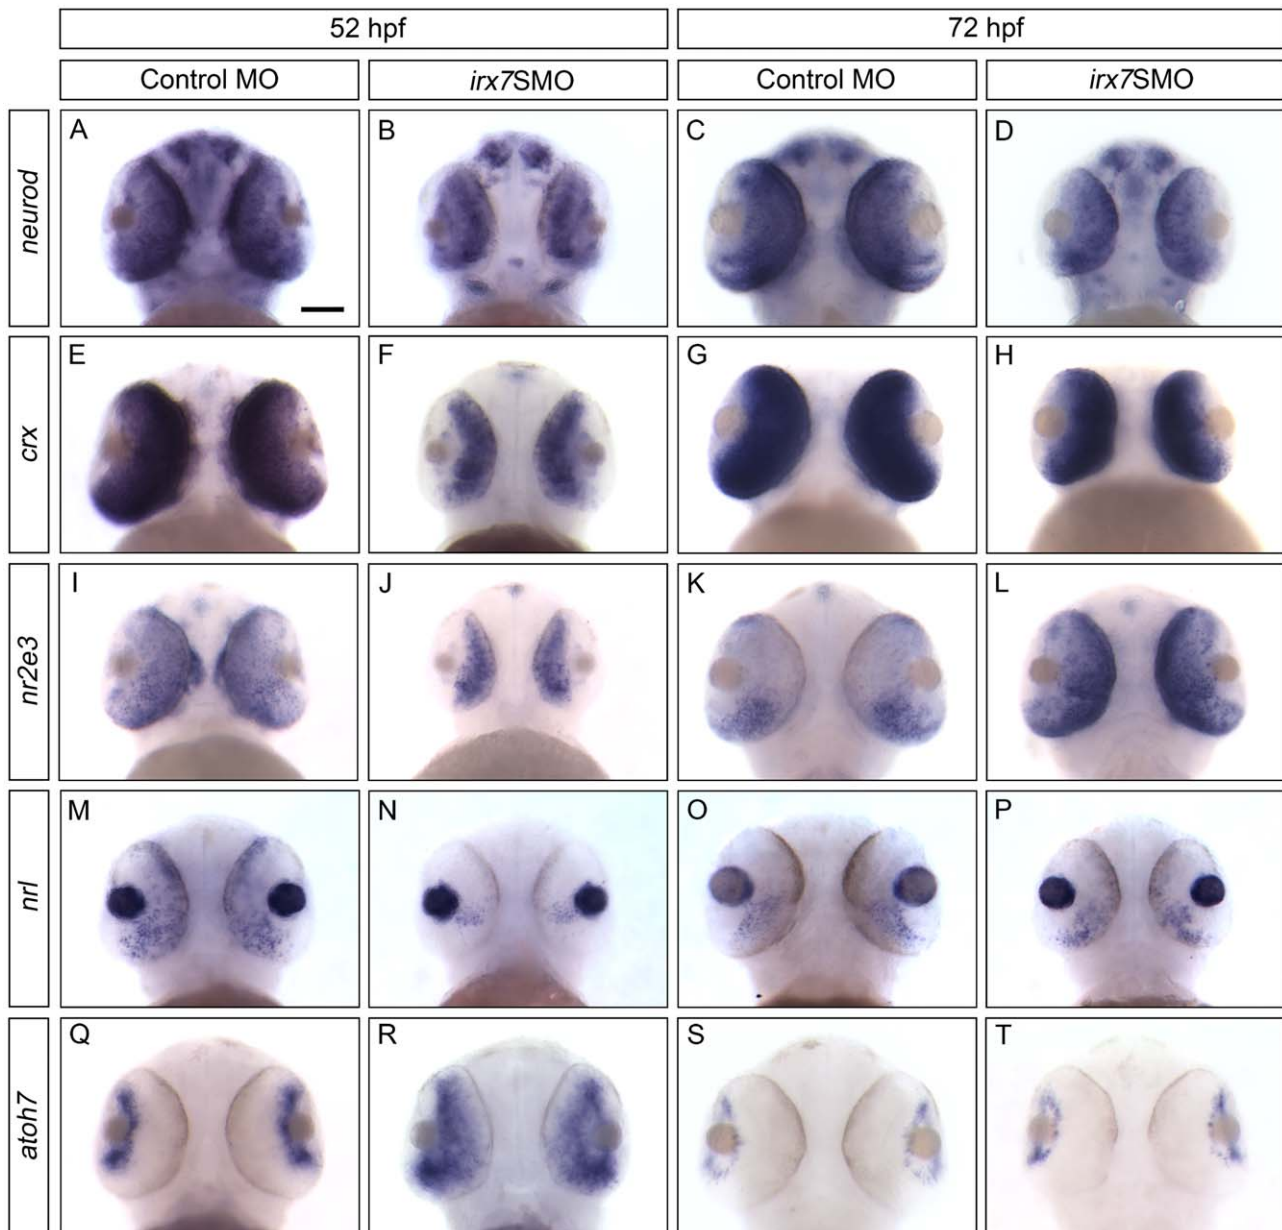 52 hpf 72 hpf
Control MO irx7SMO Control MO irx7SMO
neurod A B C D
crx E F G H
nr2e3 I J K L
nrl M N O P
atoh7 Q R S T